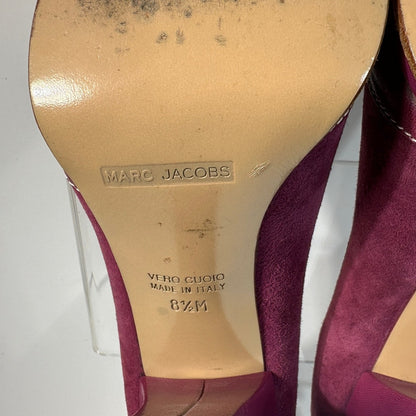 MARC JACOBS
VERO CUOIO
MADE IN ITALY
8½M